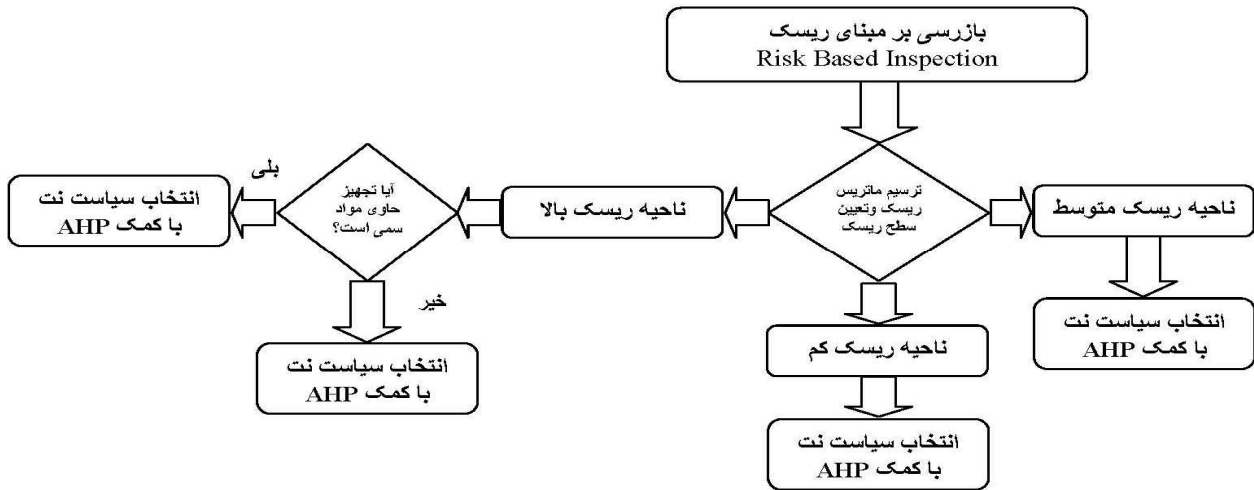 بازرسی بر مبنای ریسک
Risk Based Inspection
ترسیم ماتریس
ریسک وتعیین
سطح ریسک
ناحیه ریسک متوسط
انتخاب سیاست نت
با کمک AHP
ناحیه ریسک کم
انتخاب سیاست نت
با کمک AHP
ناحیه ریسک بالا
آیا تجهیز
حاوی مواد
سمی است؟
بلی
انتخاب سیاست نت
با کمک AHP
خیر
انتخاب سیاست نت
با کمک AHP